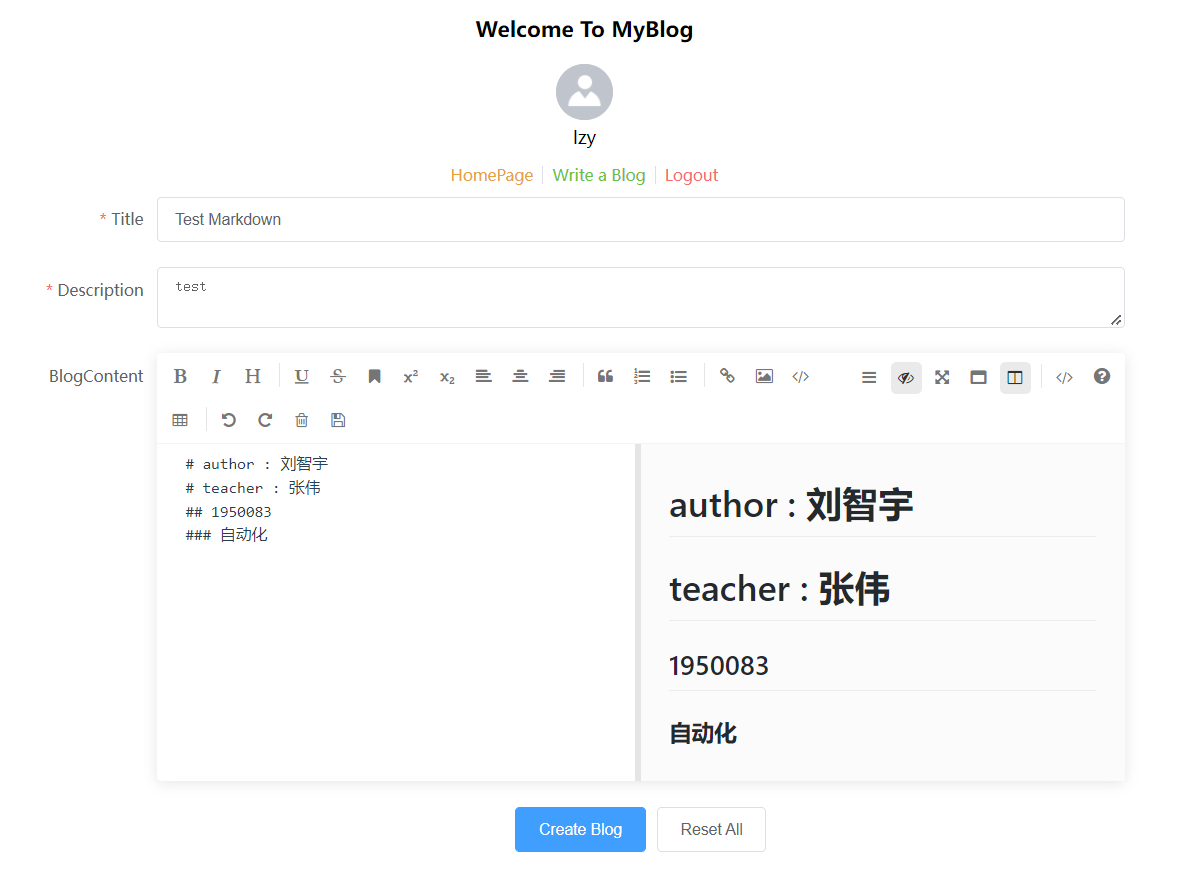 Welcome To MyBlog
lzy
HomePage Write a Blog Logout
* Title Test Markdown
* Description test
BlogContent
# author : 刘智宇
# teacher : 张伟
## 1950083
### 自动化
author : 刘智宇
teacher : 张伟
1950083
自动化
Create Blog Reset All